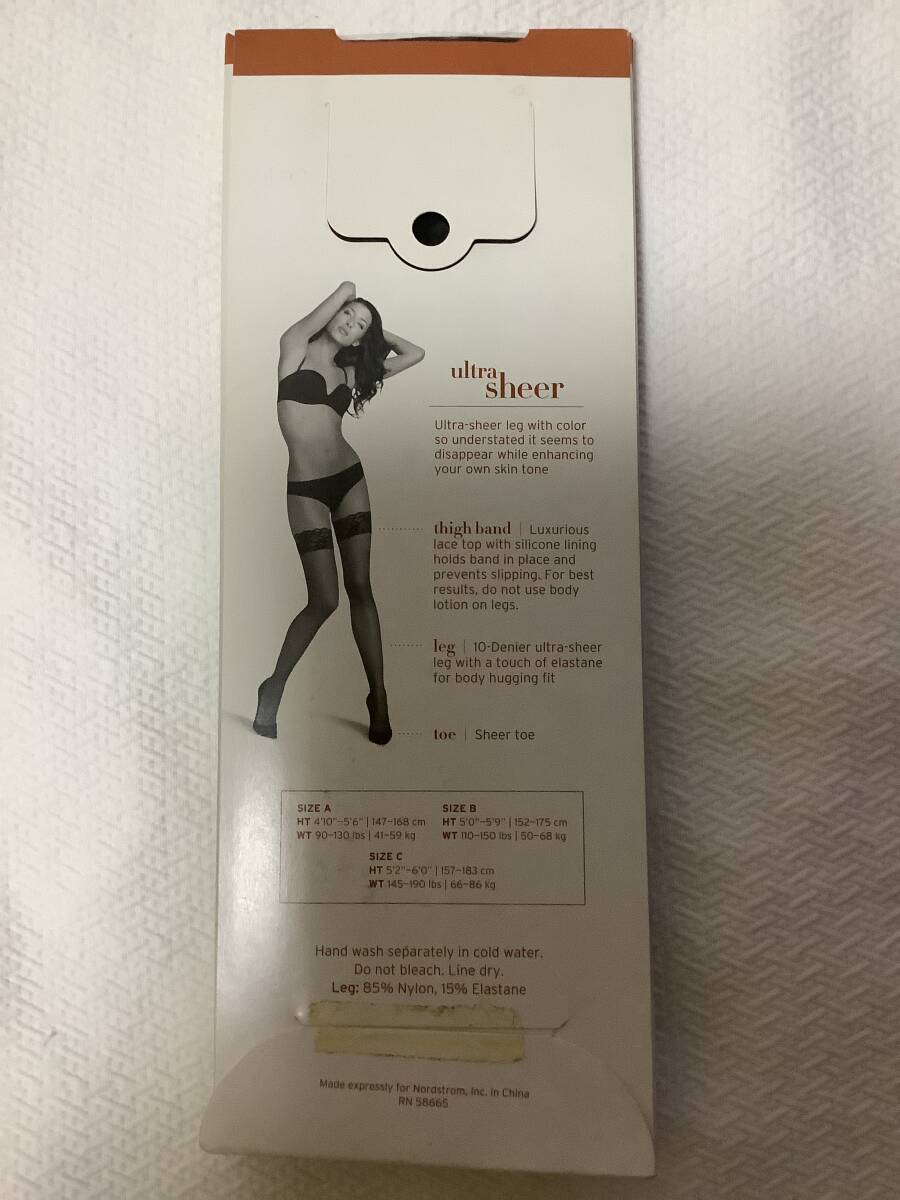 ultra
sheer
Ultra-sheer leg with color
so understated it seems to
disappear while enhancing
your own skin tone
thigh band | Luxurious
lace top with silicone lining
holds band in place and
prevents slipping. For best
results, do not use body
lotion on legs.
leg | 10-Denier ultra-sheer
leg with a touch of elastane
for body hugging fit
toe | Sheer toe
SIZE A
HT 4'10"-5'6" | 147-168 cm
WT 90-130 lbs | 41-59 kg
SIZE B
HT 5'0"-5'9" | 152-175 cm
WT 110-150 lbs | 50-68 kg
SIZE C
HT 5'2"-6'0" | 157-183 cm
WT 145-190 lbs | 66-86 kg
Hand wash separately in cold water.
Do not bleach. Line dry.
Leg: 85% Nylon, 15% Elastane
Made expressly for Nordstrom, Inc. in China
RN 58665